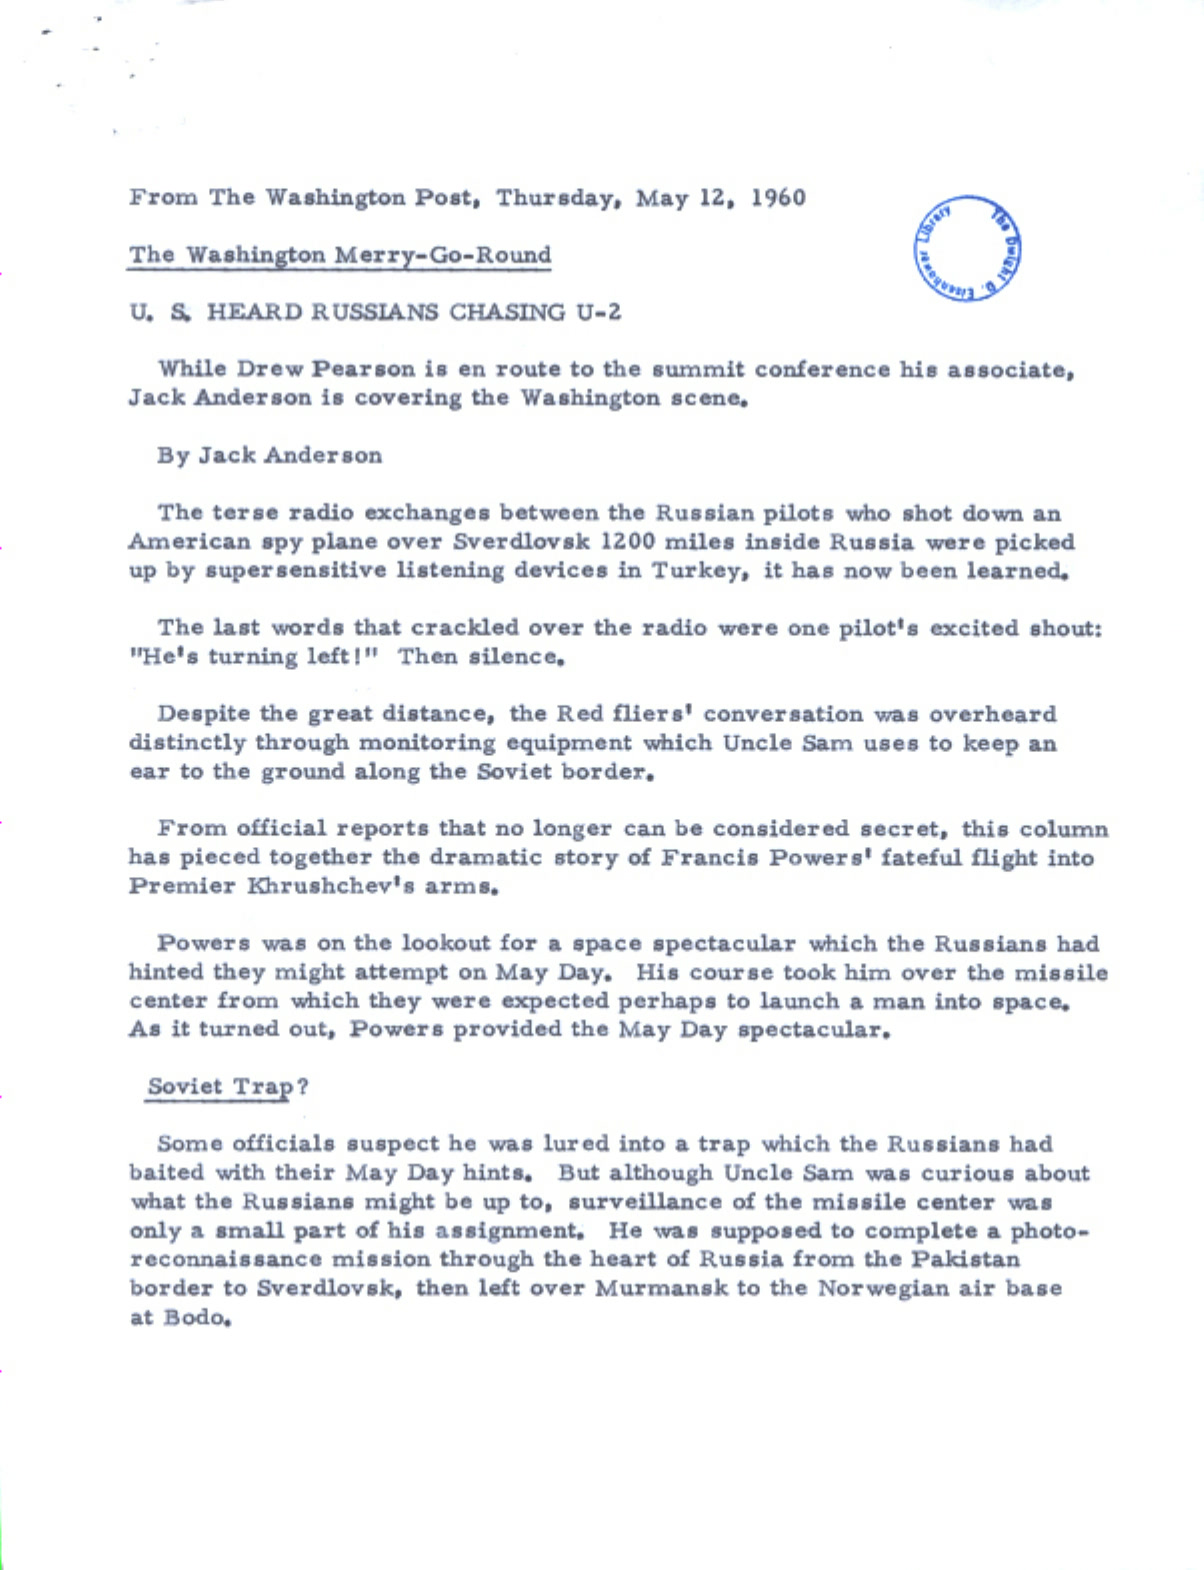 From The Washington Post, Thursday, May 12, 1960
The Dwight D. Eisenhower Library
The Washington Merry-Go-Round
U. S. HEARD RUSSIANS CHASING U-2
While Drew Pearson is en route to the summit conference his associate,
Jack Anderson is covering the Washington scene.
By Jack Anderson
The terse radio exchanges between the Russian pilots who shot down an
American spy plane over Sverdlovsk 1200 miles inside Russia were picked
up by supersensitive listening devices in Turkey, it has now been learned.
The last words that crackled over the radio were one pilot's excited shout:
"He's turning left!" Then silence.
Despite the great distance, the Red fliers' conversation was overheard
distinctly through monitoring equipment which Uncle Sam uses to keep an
ear to the ground along the Soviet border.
From official reports that no longer can be considered secret, this column
has pieced together the dramatic story of Francis Powers' fateful flight into
Premier Khrushchev's arms.
Powers was on the lookout for a space spectacular which the Russians had
hinted they might attempt on May Day. His course took him over the missile
center from which they were expected perhaps to launch a man into space.
As it turned out, Powers provided the May Day spectacular.
Soviet Trap?
Some officials suspect he was lured into a trap which the Russians had
baited with their May Day hints. But although Uncle Sam was curious about
what the Russians might be up to, surveillance of the missile center was
only a small part of his assignment. He was supposed to complete a photo-
reconnaissance mission through the heart of Russia from the Pakistan
border to Sverdlovsk, then left over Murmansk to the Norwegian air base
at Bodo.